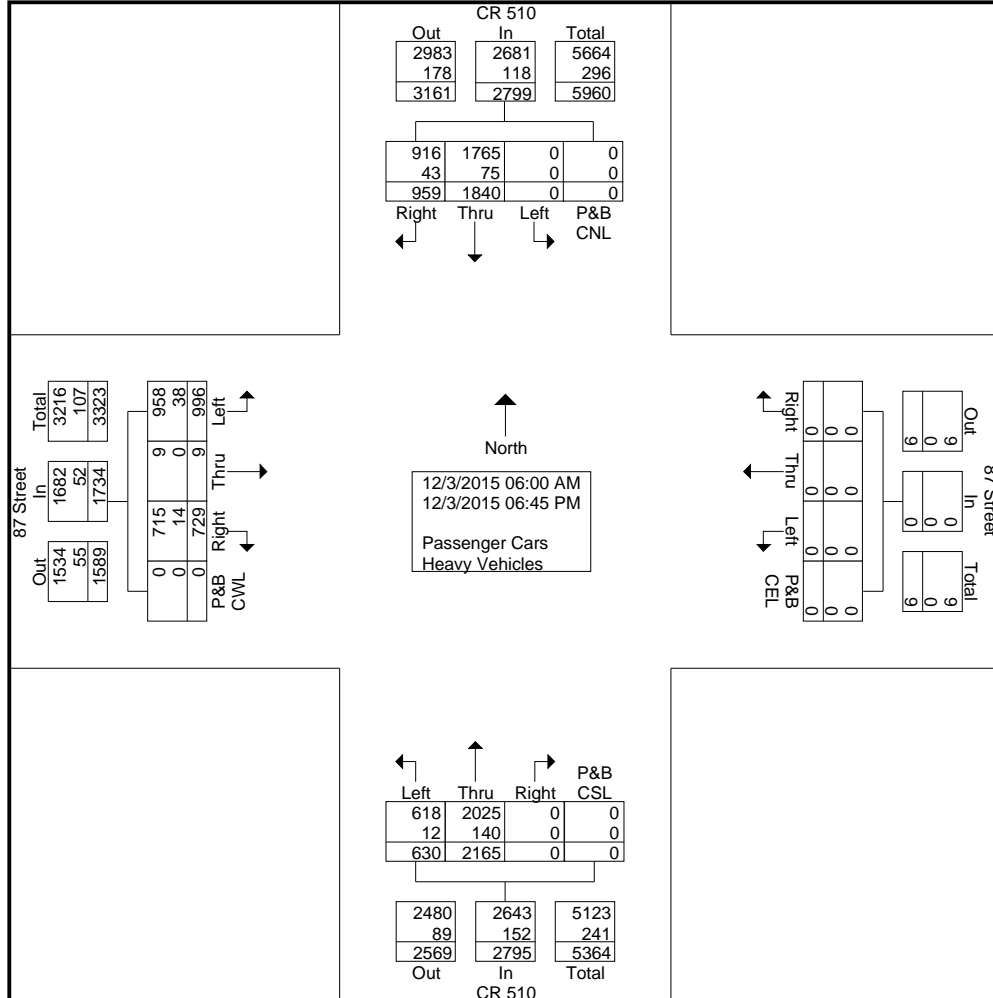 CR 510
Out In Total
2983 2681 5664
178 118 296
3161 2799 5960
916 1765 0 0
43 75 0 0
959 1840 0 0
Right Thru Left P&B
CNL
Total In Out
3216 1682 1534
107 52 55
3323 1734 1589
87 Street
958 9 715 0
38 0 14 0
996 9 729 0
Left Thru Right P&B
CWL
North
12/3/2015 06:00 AM
12/3/2015 06:45 PM
Passenger Cars
Heavy Vehicles
Right Thru Left P&B
CEL
0 0 0 0
0 0 0 0
0 0 0 0
Out In Total
9 0 9
0 0 0
9 0 9
87 Street
P&B
Left Thru Right CSL
618 2025 0 0
12 140 0 0
630 2165 0 0
2480 2643 5123
89 152 241
2569 2795 5364
Out In Total
CR 510